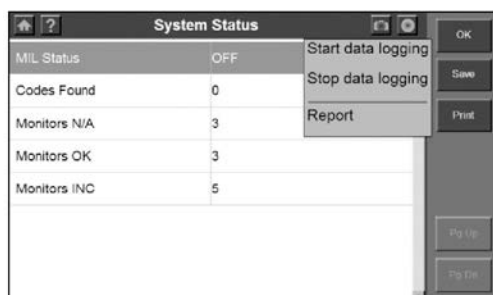 ? System Status
OK
MIL Status OFF
Start data logging
Stop data logging
Save
Codes Found 0
Report
Print
Monitors N/A 3
Monitors OK 3
Monitors INC 5
Pg Up
Pg Dn